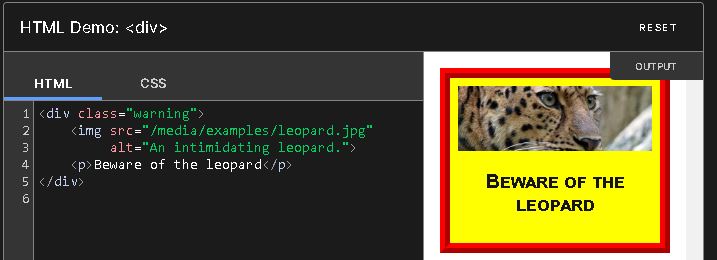 HTML Demo: <div>
RESET
HTML
CSS
OUTPUT
1 <div class="warning">
2     <img src="/media/examples/leopard.jpg"
3          alt="An intimidating leopard.">
4     <p>Beware of the leopard</p>
5 </div>
6
BEWARE OF THE
LEOPARD